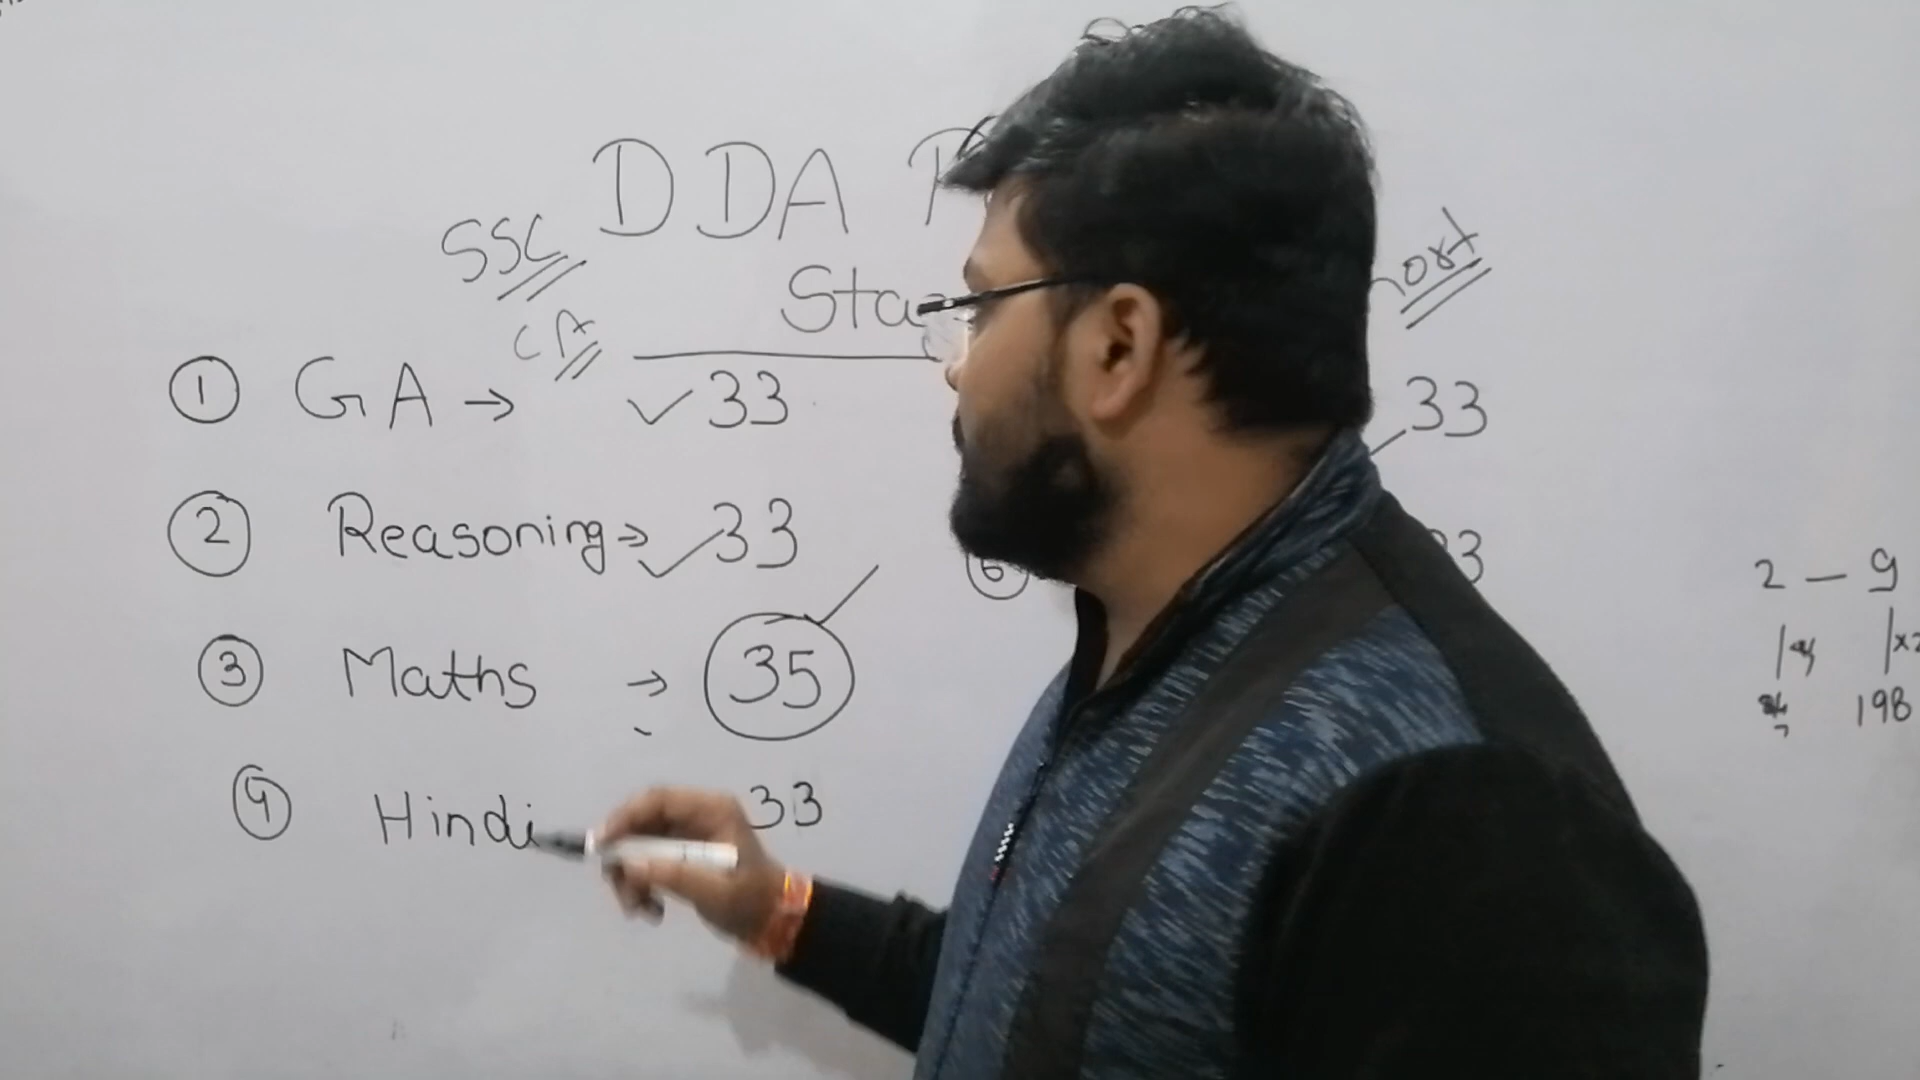 DDA
SSC
Sta
CA
① GA → ✓ 33
33
② Reasoning → ✓ 33
⑥
③ Maths → 35
④ Hindi 33
2 — 9
198